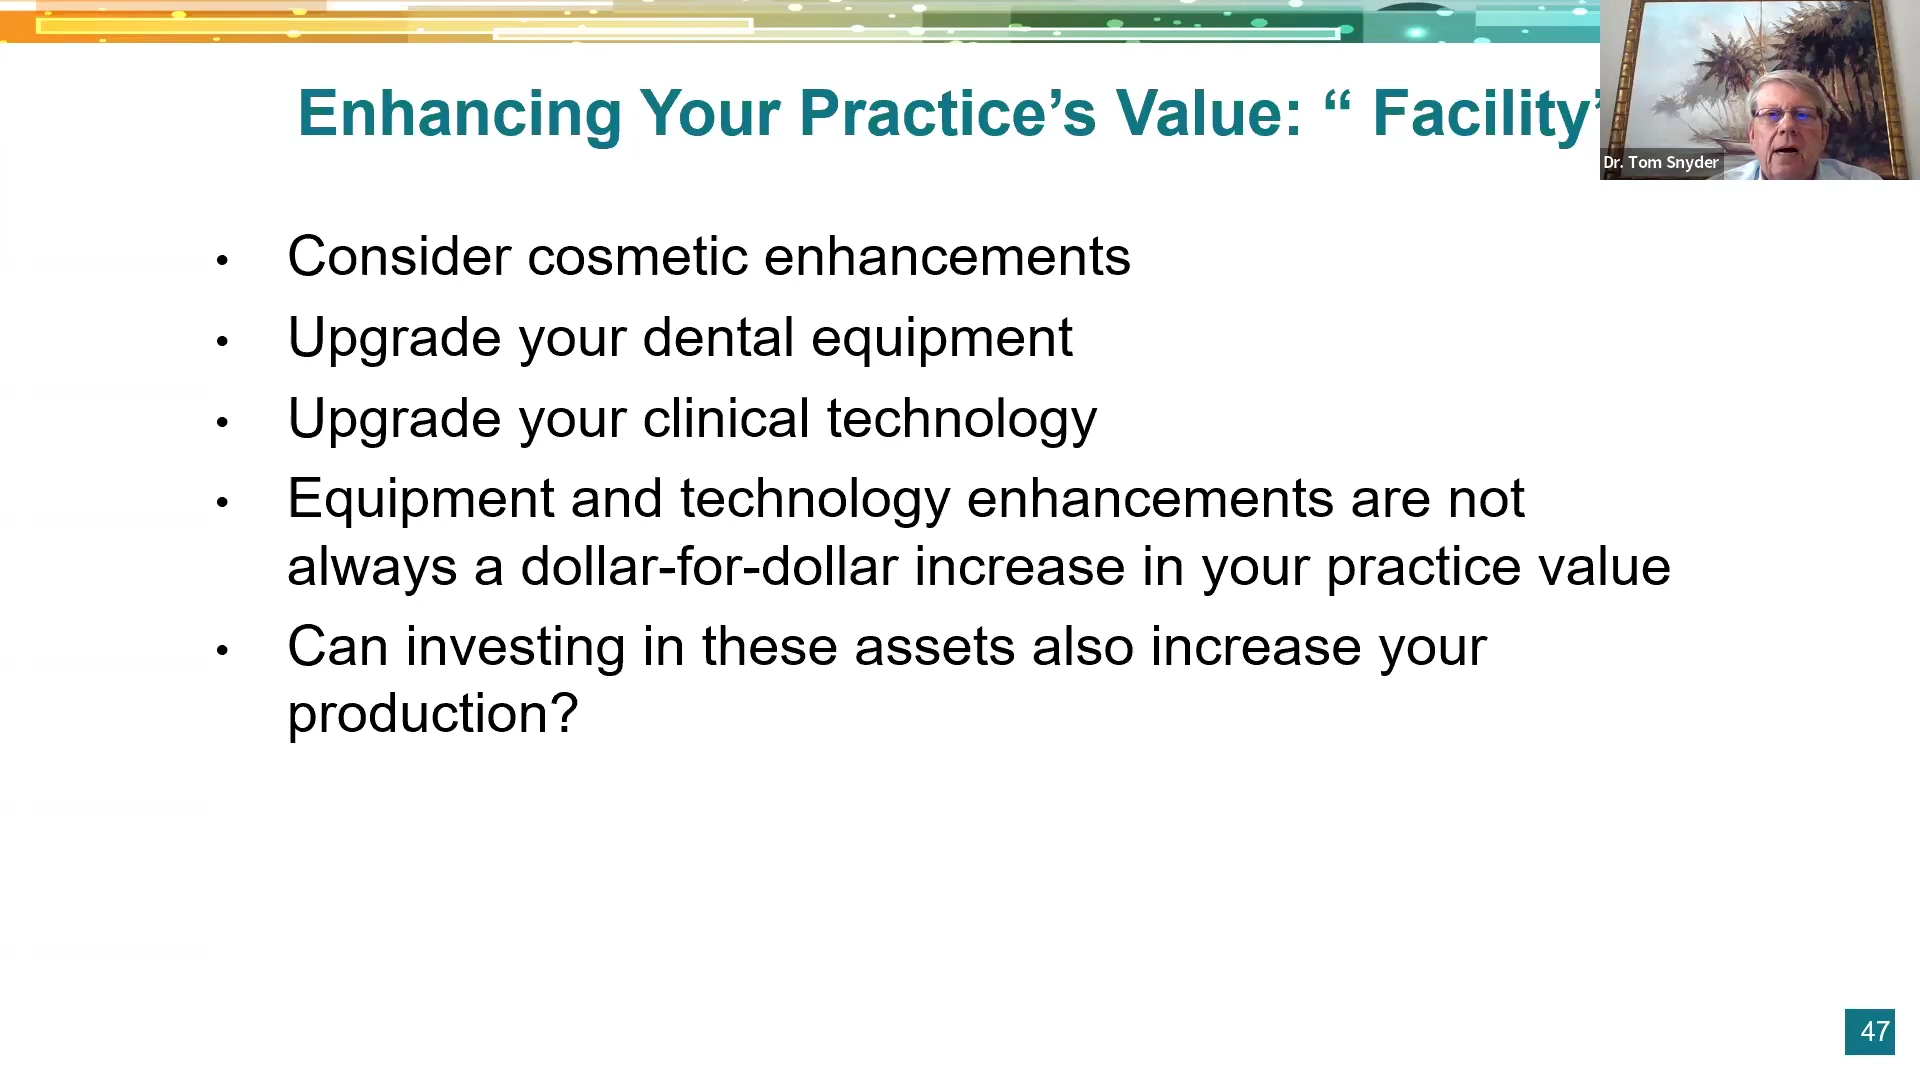 Enhancing Your Practice’s Value: “ Facility’
Dr. Tom Snyder
• Consider cosmetic enhancements
• Upgrade your dental equipment
• Upgrade your clinical technology
• Equipment and technology enhancements are not
always a dollar-for-dollar increase in your practice value
• Can investing in these assets also increase your
production?
47